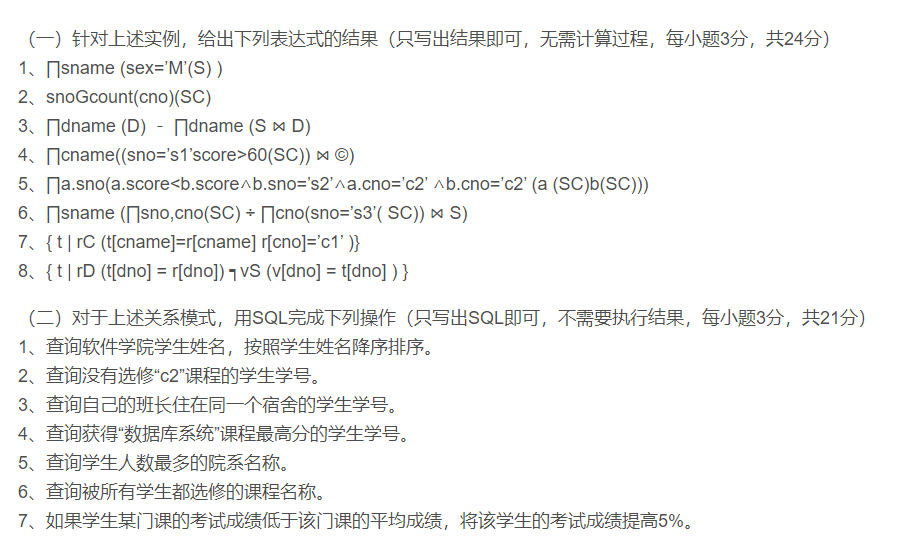 （一）针对上述实例，给出下列表达式的结果（只写出结果即可，无需计算过程，每小题3分，共24分）
1、∏sname (sex=’M’(S) )
2、snoGcount(cno)(SC)
3、∏dname (D) － ∏dname (S ⋈ D)
4、∏cname((sno=’s1’score>60(SC)) ⋈ ©)
5、∏a.sno(a.score<b.score∧b.sno=’s2’∧a.cno=’c2’ ∧b.cno=’c2’ (a (SC)b(SC)))
6、∏sname (∏sno,cno(SC) ÷ ∏cno(sno=’s3’( SC)) ⋈ S)
7、{ t | rC (t[cname]=r[cname] r[cno]=’c1’ )}
8、{ t | rD (t[dno] = r[dno]) ┓vS (v[dno] = t[dno] ) }
（二）对于上述关系模式，用SQL完成下列操作（只写出SQL即可，不需要执行结果，每小题3分，共21分）
1、查询软件学院学生姓名，按照学生姓名降序排序。
2、查询没有选修“c2”课程的学生学号。
3、查询自己的班长住在同一个宿舍的学生学号。
4、查询获得“数据库系统”课程最高分的学生学号。
5、查询学生人数最多的院系名称。
6、查询被所有学生都选修的课程名称。
7、如果学生某门课的考试成绩低于该门课的平均成绩，将该学生的考试成绩提高5%。